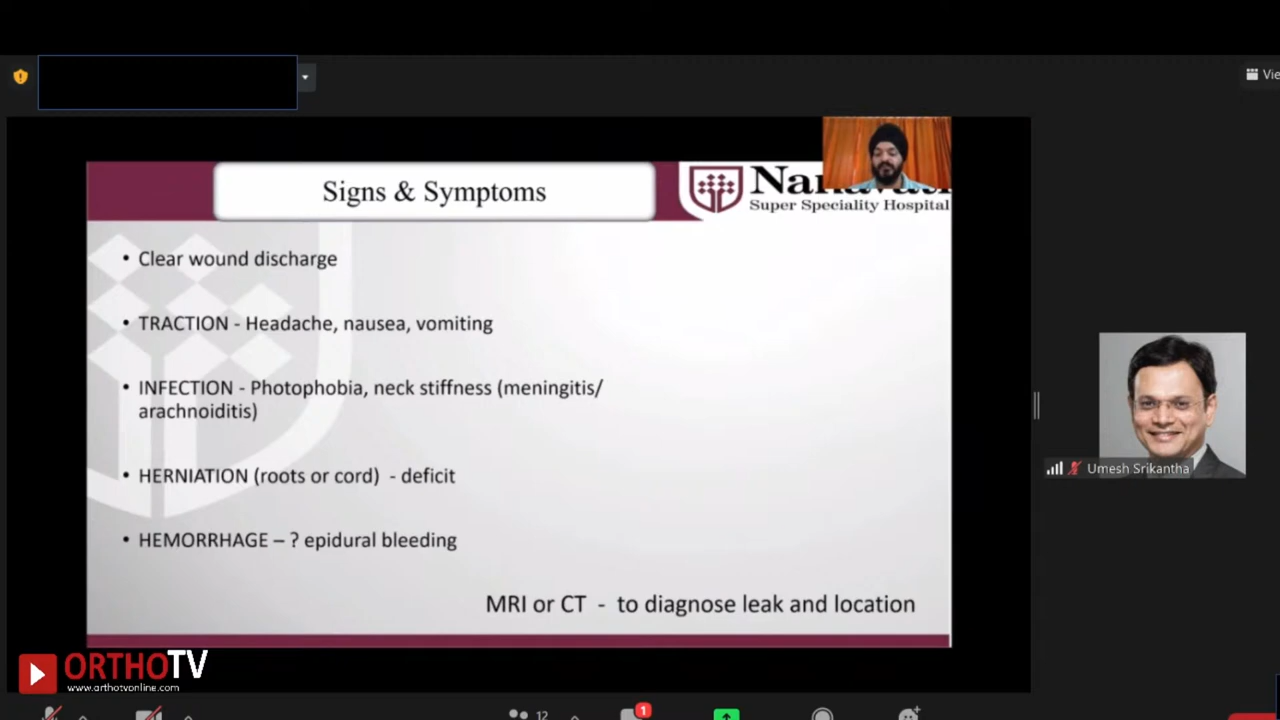 Vie
Signs & Symptoms
Super Speciality Hospital
• Clear wound discharge
• TRACTION - Headache, nausea, vomiting
• INFECTION - Photophobia, neck stiffness (meningitis/
arachnoiditis)
• HERNIATION (roots or cord) - deficit
• HEMORRHAGE – ? epidural bleeding
MRI or CT - to diagnose leak and location
Umesh Srikantha
ORTHOTV
www.orthotvonline.com
12
1